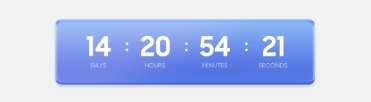 14 : 20 : 54 : 21
DAYS HOURS MINUTES SECONDS